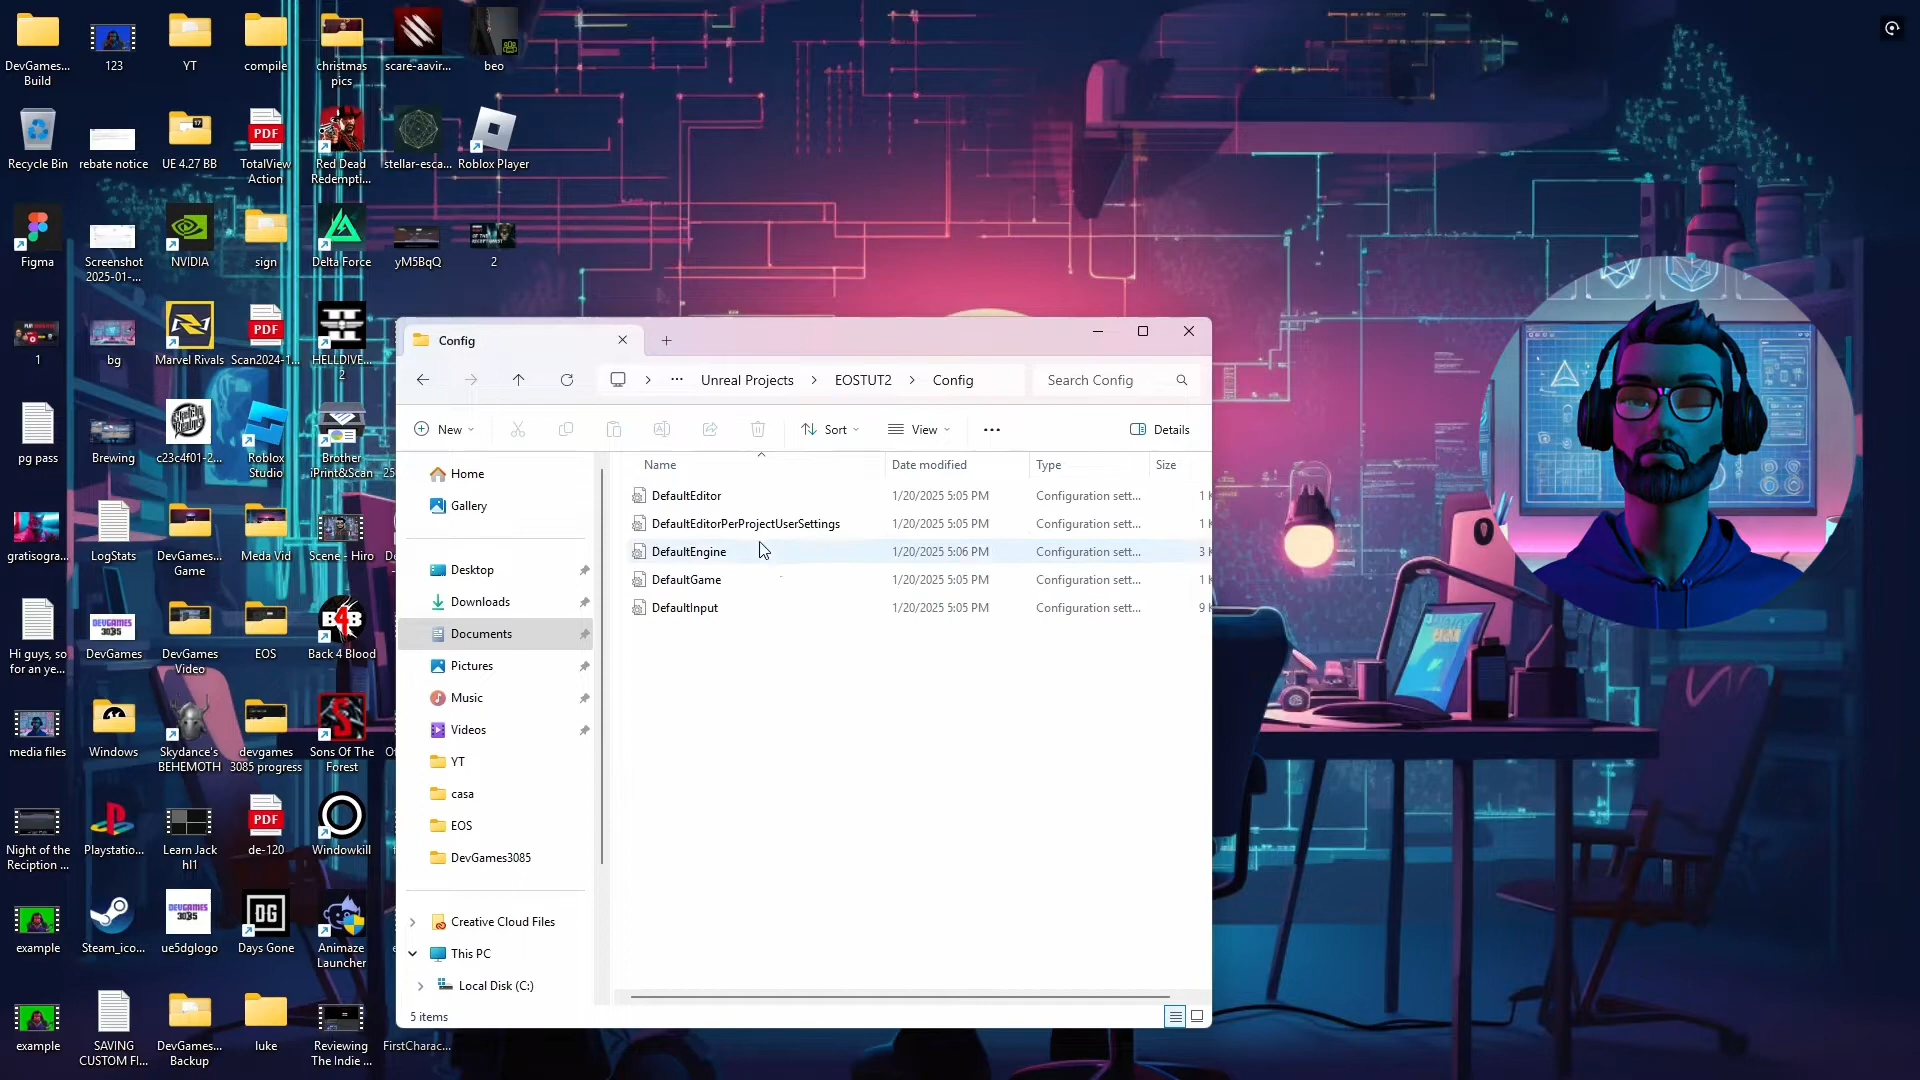 DevGames...
Build
123
YT
compile
christmas
pics
scare-aavir...
beo
Recycle Bin
rebate notice
UE 4.27 BB
PDF
TotalView
Action
Red Dead
Redempti...
stellar-esca...
Roblox Player
Figma
Screenshot
2025-01-...
NVIDIA
sign
Delta Force
yM5BqQ
2
1
bg
Marvel Rivals
PDF
Scan2024-1...
HELLDIVE...
2
pg pass
Brewing
c23c4f01-2...
Roblox
Studio
Brother
iPrint&Scan
gratisogra...
LogStats
DevGames...
Game
Meda Vid
Scene - Hiro
Hi guys, so
for an ye...
DEVGAMES
3085
DevGames
DevGames
Video
EOS
B4B
Back 4 Blood
media files
Windows
Skydance's
BEHEMOTH
devgames
3085 progress
Sons Of The
Forest
Night of the
Reciption ...
Playstatio...
Learn Jack
hl1
PDF
de-120
Windowkill
example
Steam_ico...
DEVGAMES
3085
ue5dglogo
DG
Days Gone
Animaze
Launcher
example
SAVING
CUSTOM FI...
DevGames...
Backup
luke
Reviewing
The Indie ...
FirstCharac...
Config
Unreal Projects
EOSTUT2
Config
Search Config
New
Sort
View
Details
Home
Gallery
Desktop
Downloads
Documents
Pictures
Music
Videos
YT
casa
EOS
DevGames3085
Creative Cloud Files
This PC
Local Disk (C:)
Name Date modified Type Size
DefaultEditor 1/20/2025 5:05 PM Configuration sett... 1 K
DefaultEditorPerProjectUserSettings 1/20/2025 5:05 PM Configuration sett... 1 K
DefaultEngine 1/20/2025 5:06 PM Configuration sett... 3 K
DefaultGame 1/20/2025 5:05 PM Configuration sett... 1 K
DefaultInput 1/20/2025 5:05 PM Configuration sett... 9 K
5 items